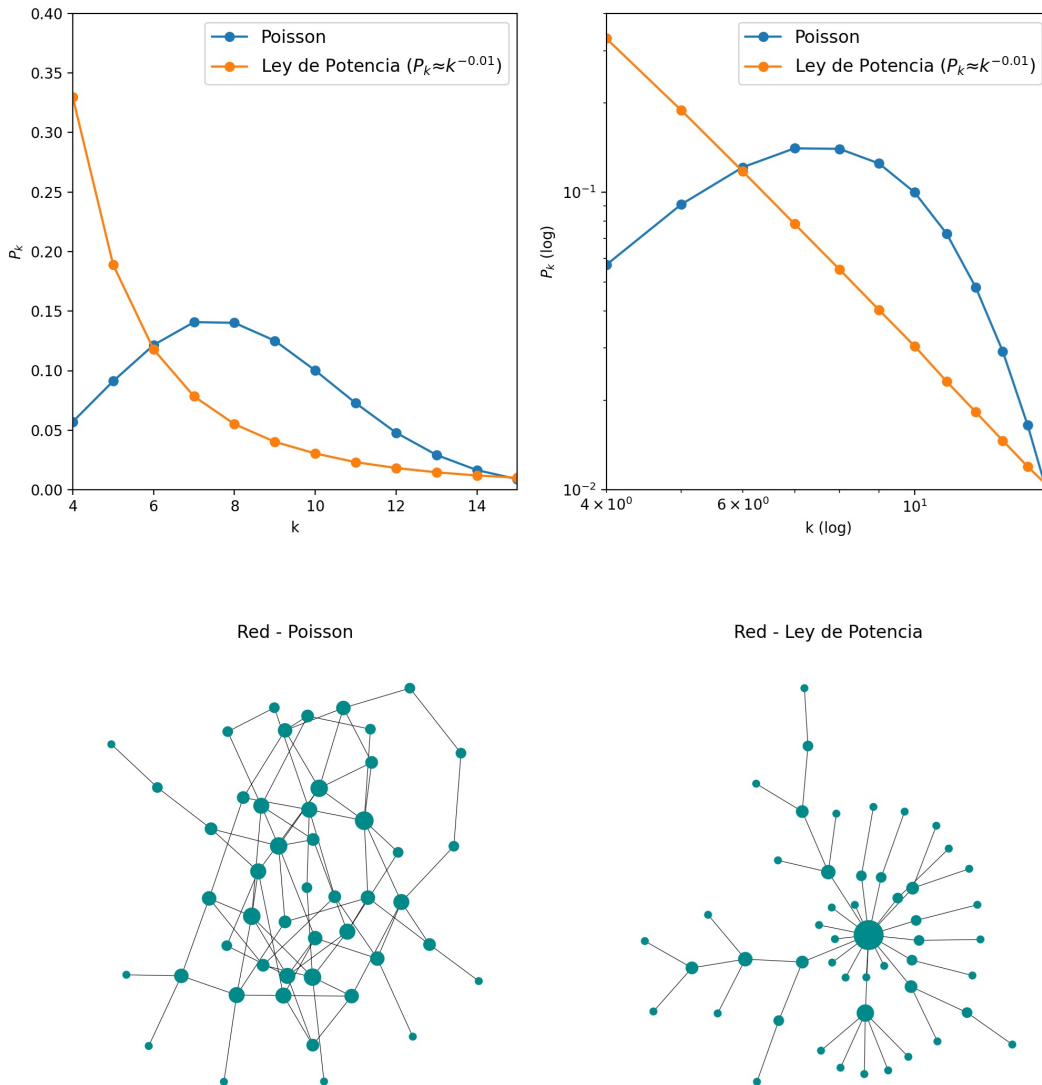 0.40
0.35
0.30
0.25
0.20
0.15
0.10
0.05
0.00
P_k
4 6 8 10 12 14
k
Poisson
Ley de Potencia (P_k≈k^{-0.01})
10^{-1}
10^{-2}
P_k (log)
4 × 10^0 6 × 10^0 10^1
k (log)
Poisson
Ley de Potencia (P_k≈k^{-0.01})
Red - Poisson
Red - Ley de Potencia